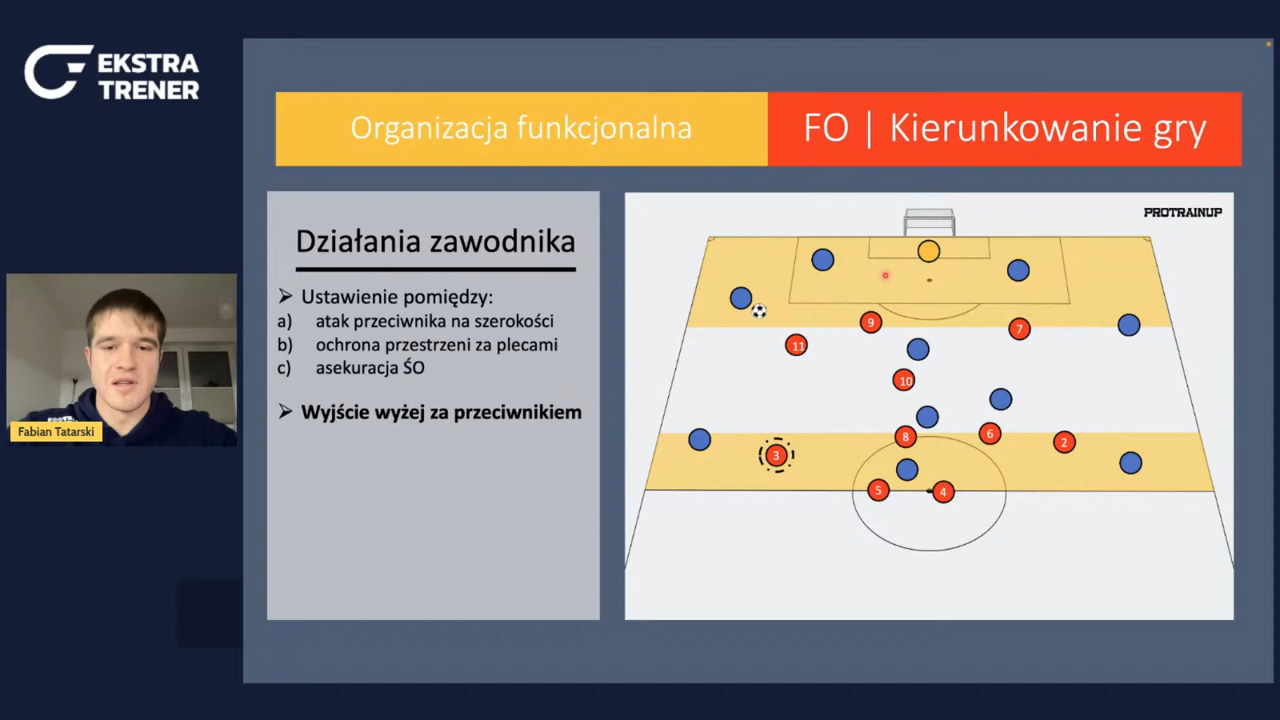 EKSTRA
TRENER
Organizacja funkcjonalna
FO | Kierunkowanie gry
Działania zawodnika
➢ Ustawienie pomiędzy:
a) atak przeciwnika na szerokości
b) ochrona przestrzeni za plecami
c) asekuracja ŚO
➢ Wyjście wyżej za przeciwnikiem
Fabian Tatarski
PROTRAINUP
9
7
11
10
8
6
2
3
5
4